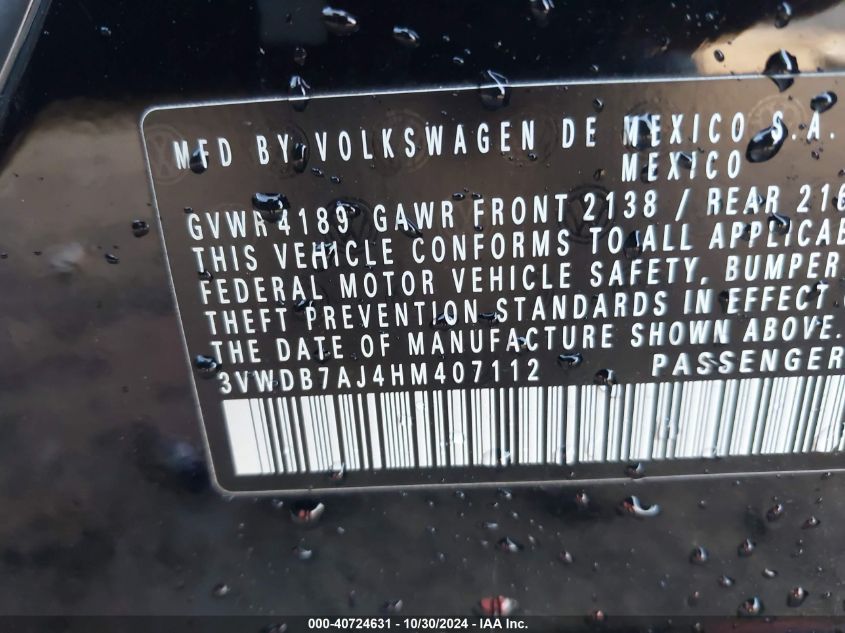 MFD BY VOLKSWAGEN DE MEXICO S.A.
MEXICO
GVWR 4189 GAWR FRONT 2138 / REAR 216
THIS VEHICLE CONFORMS TO ALL APPLICAB
FEDERAL MOTOR VEHICLE SAFETY, BUMPER
THEFT PREVENTION STANDARDS IN EFFECT
THE DATE OF MANUFACTURE SHOWN ABOVE.
3VWDB7AJ4HM407112 PASSENGER
000-40724631 - 10/30/2024 - IAA Inc.